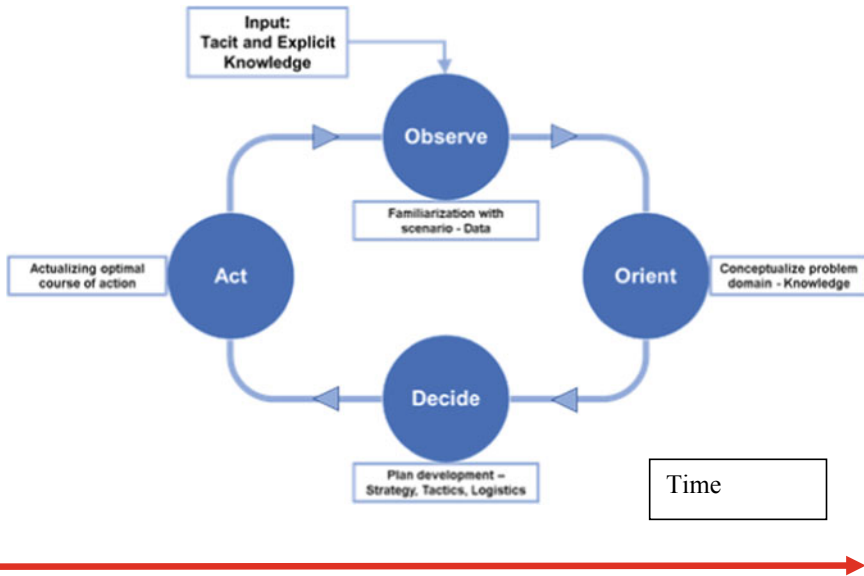 Input:
Tacit and Explicit
Knowledge
Observe
Familiarization with
scenario - Data
Act
Actualizing optimal
course of action
Orient
Conceptualize problem
domain - Knowledge
Decide
Plan development –
Strategy, Tactics, Logistics
Time